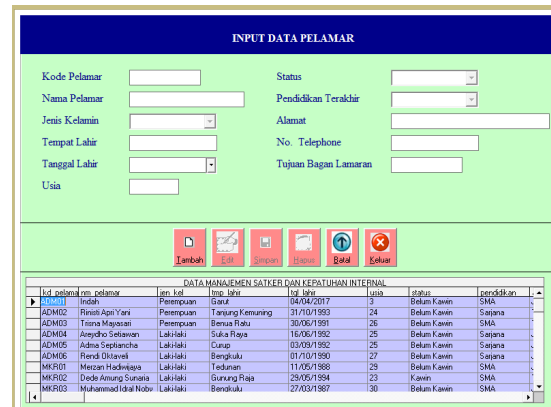 INPUT DATA PELAMAR
Kode Pelamar Status
Nama Pelamar Pendidikan Terakhir
Jenis Kelamin Alamat
Tempat Lahir No. Telephone
Tanggal Lahir Tujuan Bagan Lamaran
Usia
Tambah Edit Simpan Hapus Batal Keluar
DATA MANAJEMEN SATKER DAN KEPATUHAN INTERNAL
kd_pelama nm_pelamar jen_kel tmp_lahir tgl_lahir usia status pendidikan
ADM01 Indah Perempuan Garut 04/04/2017 3 Belum Kawin SMA
ADM02 Rinisti Apri Yani Perempuan Tanjung Kemuning 31/10/1993 24 Belum Kawin Sarjana
ADM03 Trisna Mayasari Perempuan Benua Ratu 30/06/1991 26 Belum Kawin SMA
ADM04 Areydho Setiawan Laki-laki Suka Raya 16/06/1992 25 Belum Kawin Sarjana
ADM05 Adma Septiancha Laki-laki Curup 03/09/1992 25 Belum Kawin Sarjana
ADM06 Rendi Oktaveli Laki-laki Bengkulu 01/10/1990 27 Belum Kawin Sarjana
MKR01 Merzan Hadiwijaya Laki-laki Tedunan 11/05/1988 29 Belum Kawin SMA
MKR02 Dede Amung Sunaria Laki-laki Gunung Raja 29/05/1994 23 Kawin SMA
MKR03 Muhammad Idral Noby Laki-laki Bengkulu 27/03/1987 30 Belum Kawin SMA